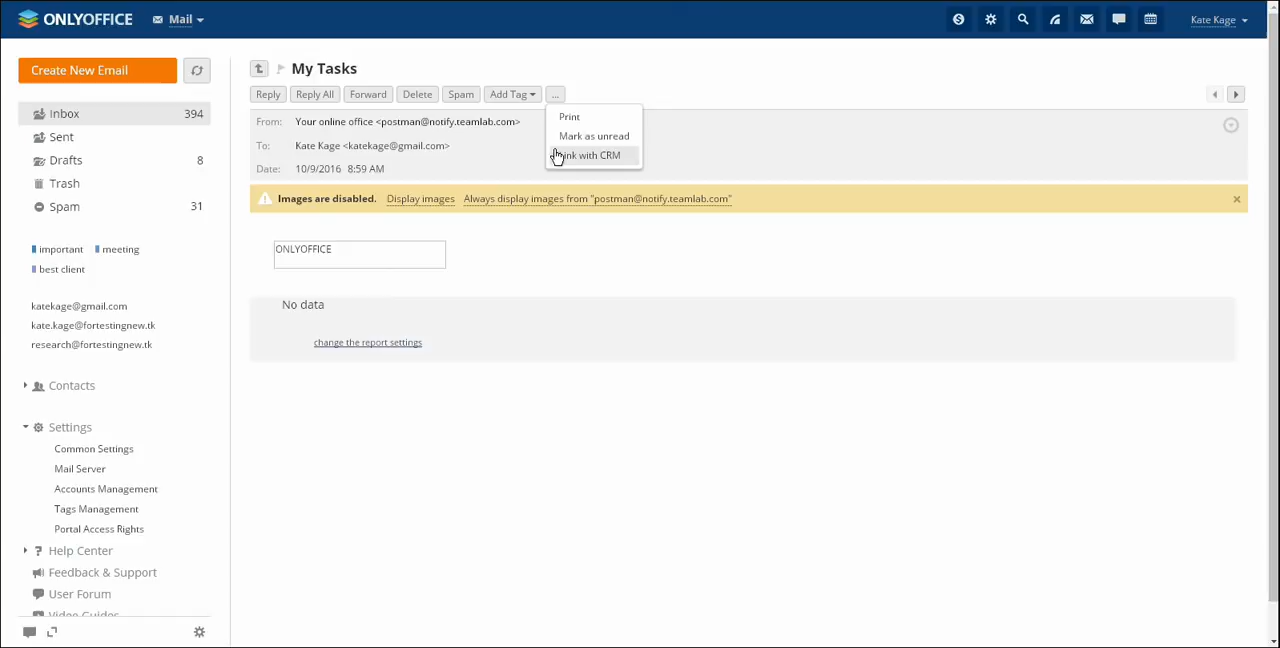 ONLYOFFICE Mail Kate Kage
Create New Email
My Tasks
Reply Reply All Forward Delete Spam Add Tag ...
Inbox 394
Sent
Drafts 8
Trash
Spam 31
important meeting
best client
katekage@gmail.com
kate.kage@fortestingnew.tk
research@fortestingnew.tk
Contacts
Settings
Common Settings
Mail Server
Accounts Management
Tags Management
Portal Access Rights
Help Center
Feedback & Support
User Forum
Video Guides
From: Your online office <postman@notify.teamlab.com>
To: Kate Kage <katekage@gmail.com>
Date: 10/9/2016 8:59 AM
Print
Mark as unread
ink with CRM
Images are disabled. Display images Always display images from "postman@notify.teamlab.com"
ONLYOFFICE
No data
change the report settings